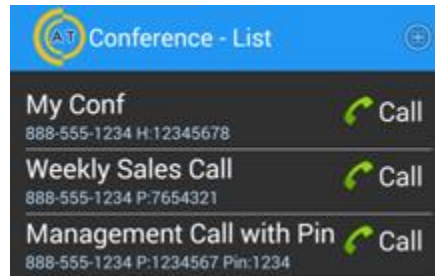 AT Conference - List
My Conf
888-555-1234 H:12345678
Call
Weekly Sales Call
888-555-1234 P:7654321
Call
Management Call with Pin
888-555-1234 P:1234567 Pin:1234
Call